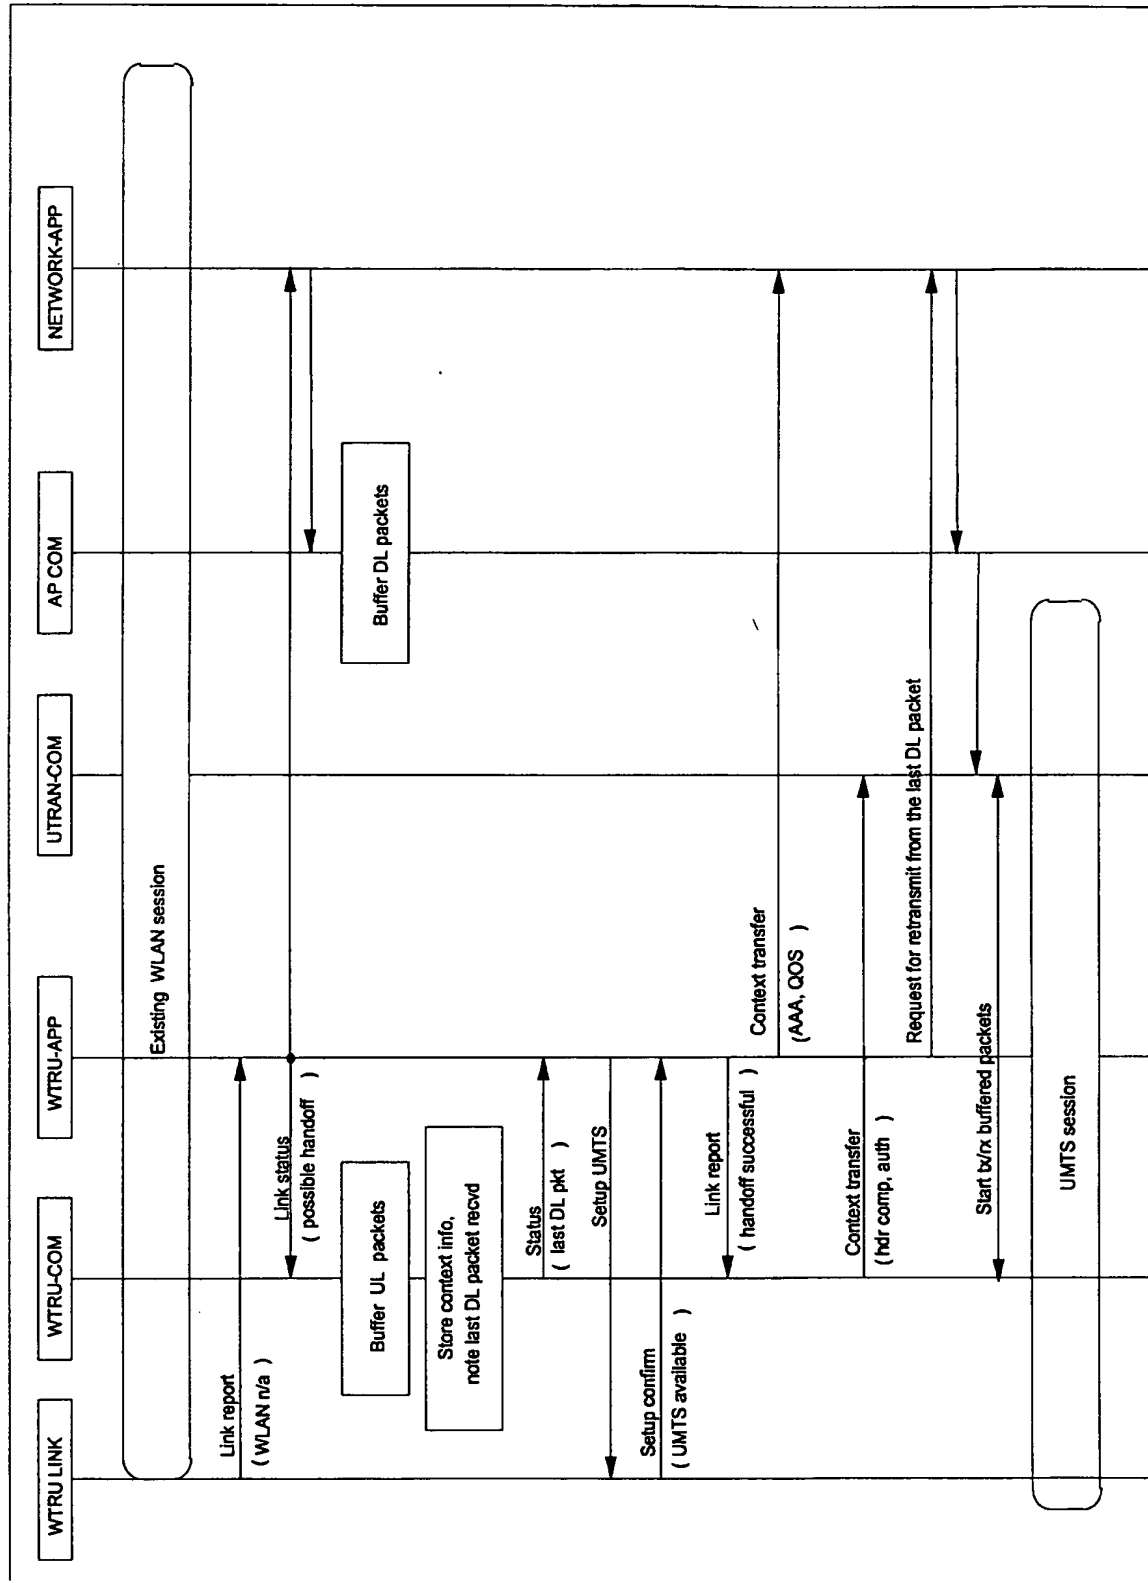 WTRU LINK
WTRU-COM
WTRU-APP
UTRAN-COM
AP COM
NETWORK-APP
Existing WLAN session
Link report
( WLAN n/a )
Link status
( possible handoff )
Buffer UL packets
Buffer DL packets
Store context info,
note last DL packet recvd
Status
( last DL pkt )
Setup UMTS
Setup confirm
( UMTS available )
Link report
( handoff successful )
Context transfer
(AAA, QOS )
Context transfer
(hdr comp, auth )
Request for retransmit from the last DL packet
Start tx/rx buffered packets
UMTS session